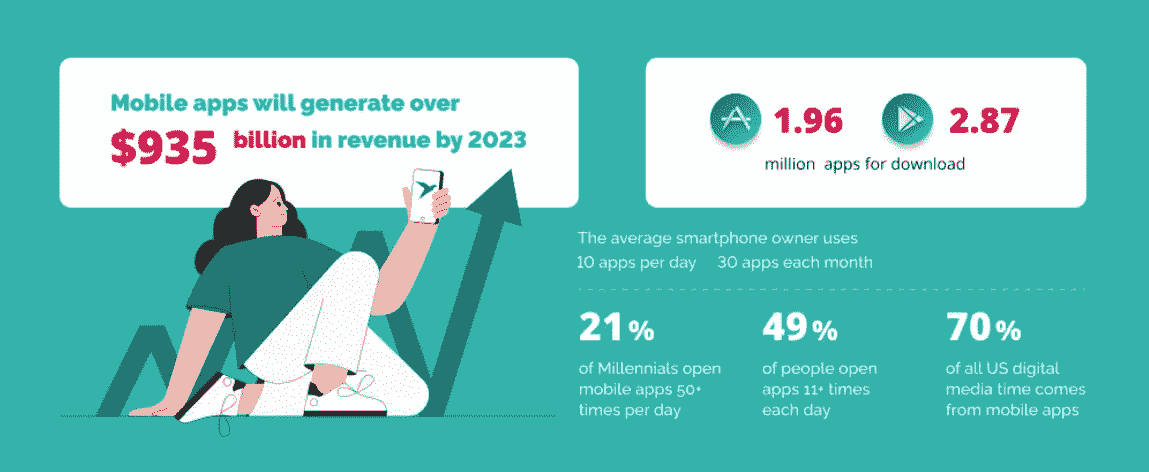 Mobile apps will generate over
$935 billion in revenue by 2023
1.96 2.87
million apps for download
The average smartphone owner uses
10 apps per day 30 apps each month
21%
of Millennials open
mobile apps 50+
times per day
49%
of people open
apps 11+ times
each day
70%
of all US digital
media time comes
from mobile apps